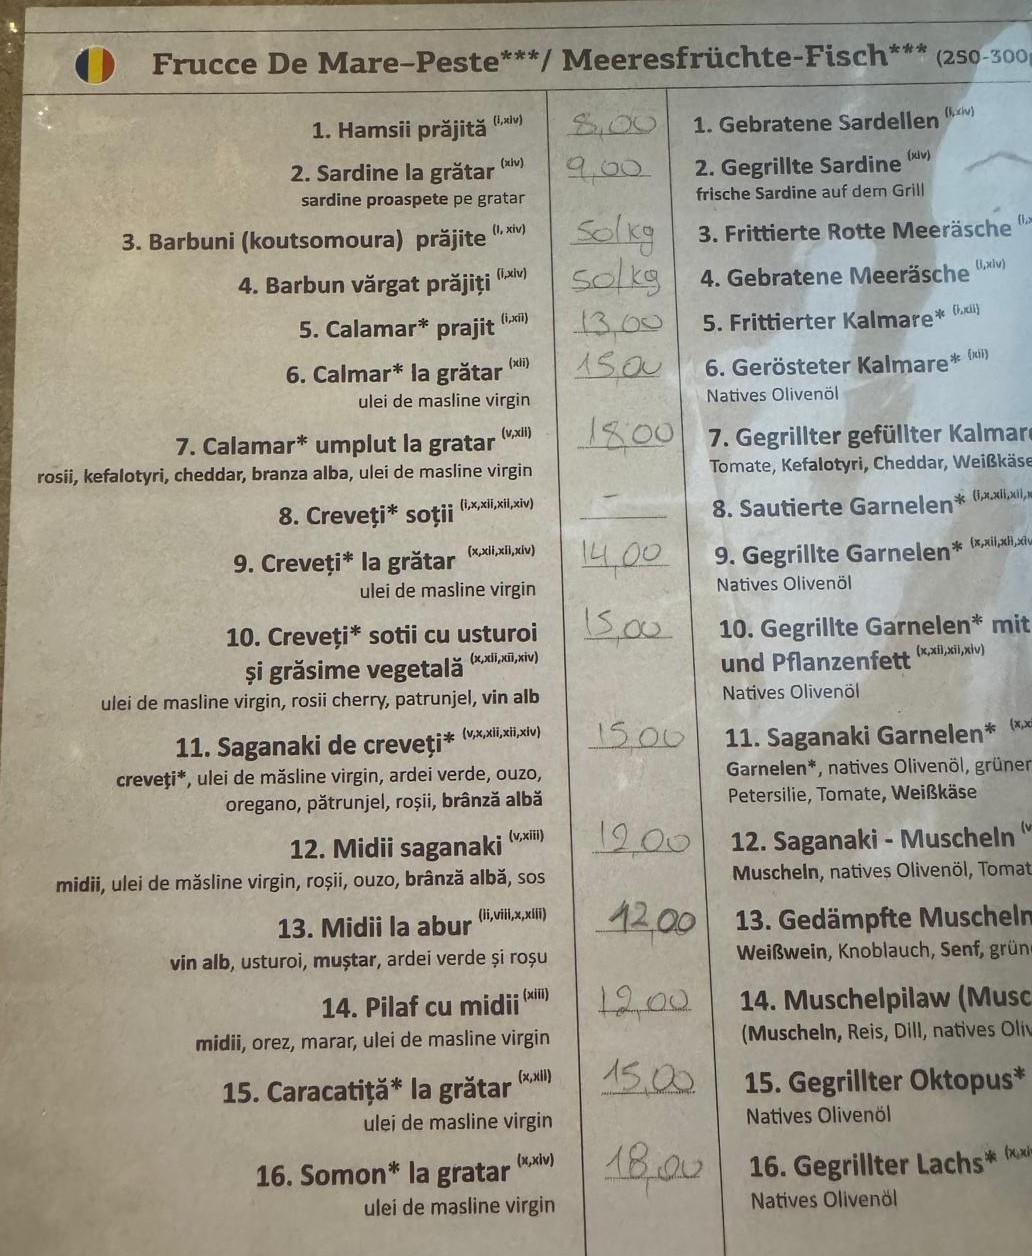 Frucce De Mare–Peste***/ Meeresfrüchte-Fisch*** (250-300
1. Hamsii prăjită (i,xiv) 8,00 1. Gebratene Sardellen (i,xiv)
2. Sardine la grătar (xiv) 9,00 2. Gegrillte Sardine (xiv)
sardine proaspete pe gratar frische Sardine auf dem Grill
3. Barbuni (koutsomoura) prăjite (i, xiv) 50/kg 3. Frittierte Rotte Meeräsche (i,
4. Barbun vărgat prăjiți (i,xiv) 50/kg 4. Gebratene Meeräsche (i,xiv)
5. Calamar* prajit (i,xii) 13,00 5. Frittierter Kalmare* (i,xii)
6. Calmar* la grătar (xii) 15,00 6. Gerösteter Kalmare* (xii)
ulei de masline virgin Natives Olivenöl
7. Calamar* umplut la gratar (v,xii) 18,00 7. Gegrillter gefüllter Kalmar
rosii, kefalotyri, cheddar, branza alba, ulei de masline virgin Tomate, Kefalotyri, Cheddar, Weißkäse
8. Creveți* soții (i,x,xii,xii,xiv) – 8. Sautierte Garnelen* (i,x,xii,xii,
9. Creveți* la grătar (x,xii,xii,xiv) 14,00 9. Gegrillte Garnelen* (x,xii,xii,xiv
ulei de masline virgin Natives Olivenöl
10. Creveți* sotii cu usturoi 15,00 10. Gegrillte Garnelen* mit
și grăsime vegetală (x,xii,xii,xiv) und Pflanzenfett (x,xii,xii,xiv)
ulei de masline virgin, rosii cherry, patrunjel, vin alb Natives Olivenöl
11. Saganaki de creveți* (v,x,xii,xii,xiv) 15,00 11. Saganaki Garnelen*
creveți*, ulei de măsline virgin, ardei verde, ouzo, Garnelen*, natives Olivenöl, grüner
oregano, pătrunjel, roșii, brânză albă Petersilie, Tomate, Weißkäse
12. Midii saganaki (v,xiii) 12,00 12. Saganaki - Muscheln (v
midii, ulei de măsline virgin, roșii, ouzo, brânză albă, sos Muscheln, natives Olivenöl, Tomat
13. Midii la abur (ii,viii,x,xiii) 12,00 13. Gedämpfte Muscheln
vin alb, usturoi, muștar, ardei verde și roșu Weißwein, Knoblauch, Senf, grün
14. Pilaf cu midii (xiii) 12,00 14. Muschelpilaw (Musc
midii, orez, marar, ulei de masline virgin (Muscheln, Reis, Dill, natives Oliv
15. Caracatiță* la grătar (x,xii) 15,00 15. Gegrillter Oktopus*
ulei de masline virgin Natives Olivenöl
16. Somon* la gratar (x,xiv) 18,00 16. Gegrillter Lachs* (x,xi
ulei de masline virgin Natives Olivenöl